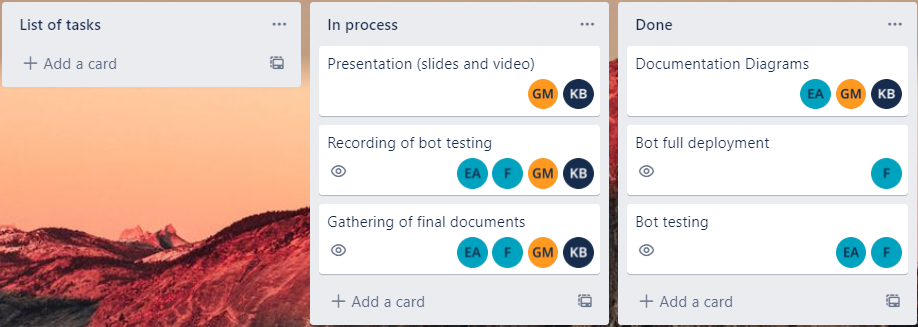 List of tasks
Add a card
In process
Presentation (slides and video)
GM KB
Recording of bot testing
EA F GM KB
Gathering of final documents
EA F GM KB
Add a card
Done
Documentation Diagrams
EA GM KB
Bot full deployment
F
Bot testing
EA F
Add a card